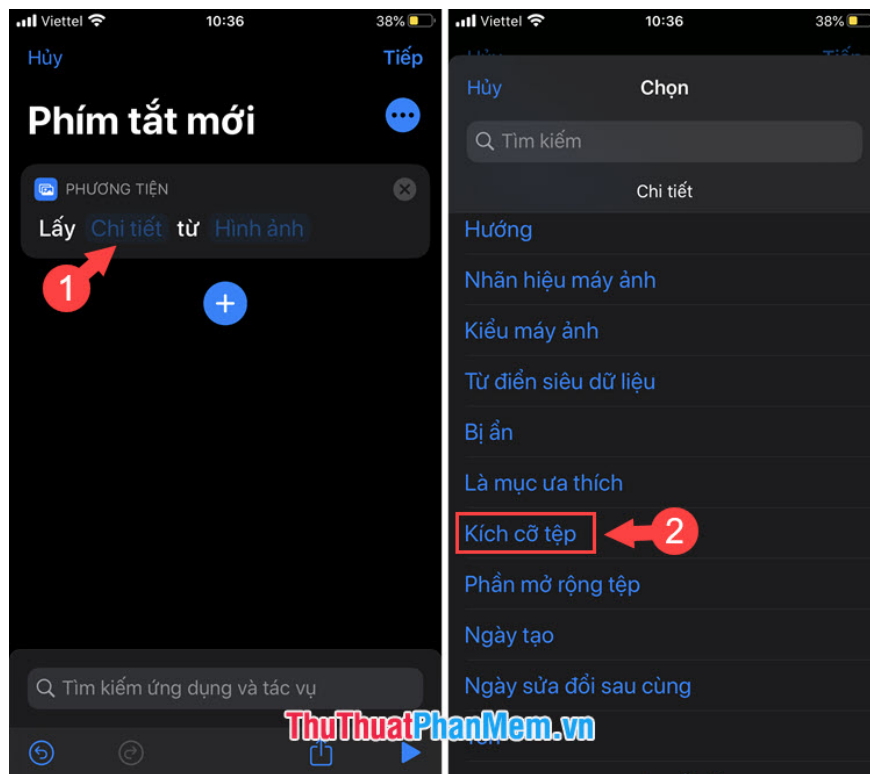 Viettel 10:36 38%
Hủy Tiếp
Phím tắt mới
PHƯƠNG TIỆN
Lấy Chi tiết từ Hình ảnh
1
Tìm kiếm ứng dụng và tác vụ
Viettel 10:36 38%
Hủy Chọn
Tìm kiếm
Chi tiết
Hướng
Nhãn hiệu máy ảnh
Kiểu máy ảnh
Từ điển siêu dữ liệu
Bị ẩn
Là mục ưa thích
Kích cỡ tệp
2
Phần mở rộng tệp
Ngày tạo
Ngày sửa đổi sau cùng
ThuThuatPhanMem.vn